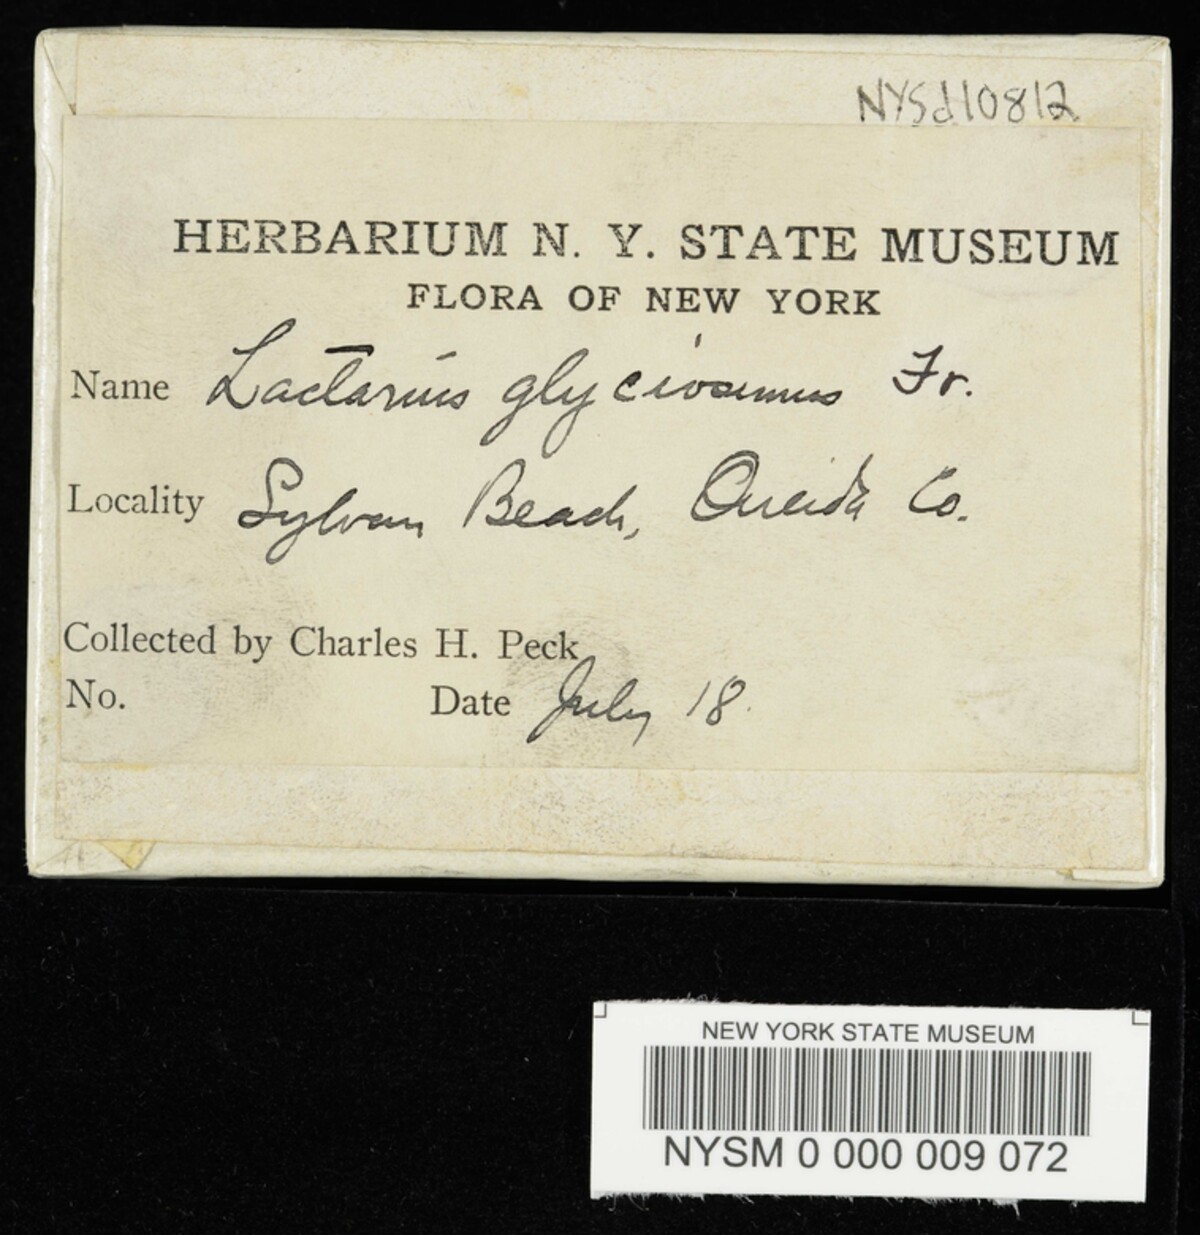 NYSd10812
HERBARIUM N. Y. STATE MUSEUM
FLORA OF NEW YORK
Name Lactarius glyciosmus Fr.
Locality Sylvan Beach, Oneida Co.
Collected by Charles H. Peck
No. Date July 18.
NEW YORK STATE MUSEUM
NYSM 0 000 009 072